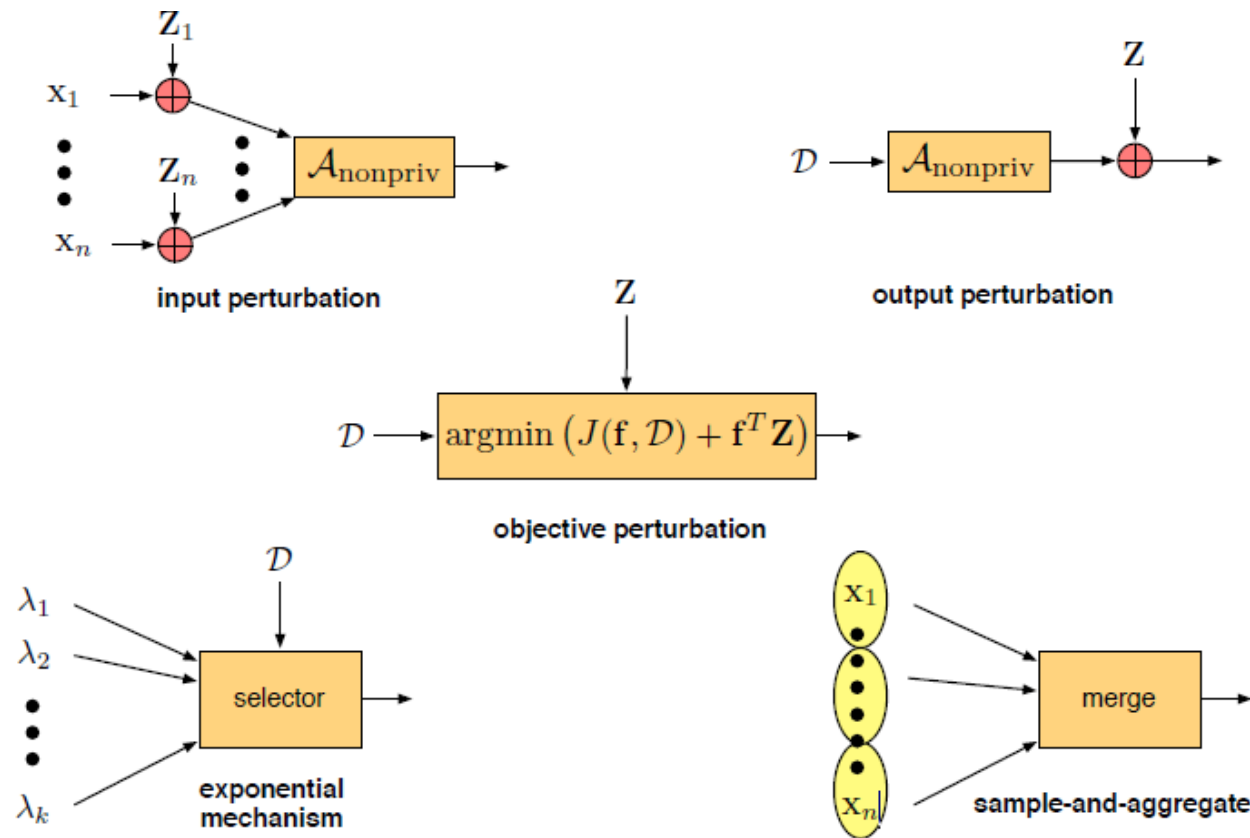 Z₁
x₁
Zₙ
xₙ
𝒜nonpriv
input perturbation
Z
𝒟
𝒜nonpriv
output perturbation
Z
𝒟
argmin (J(f, 𝒟) + fᵀ Z)
objective perturbation
𝒟
λ₁
λ₂
λₖ
selector
exponential
mechanism
x₁
xₙ
merge
sample-and-aggregate